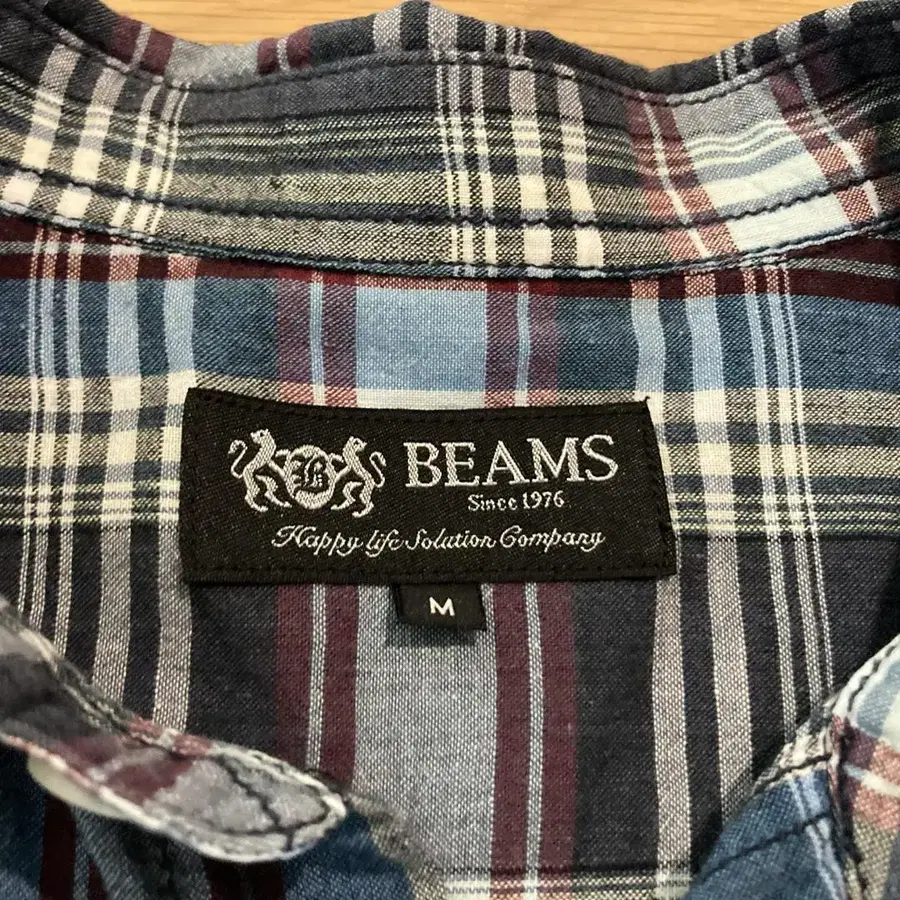 B
BEAMS
Since 1976
Happy life Solution Company
M